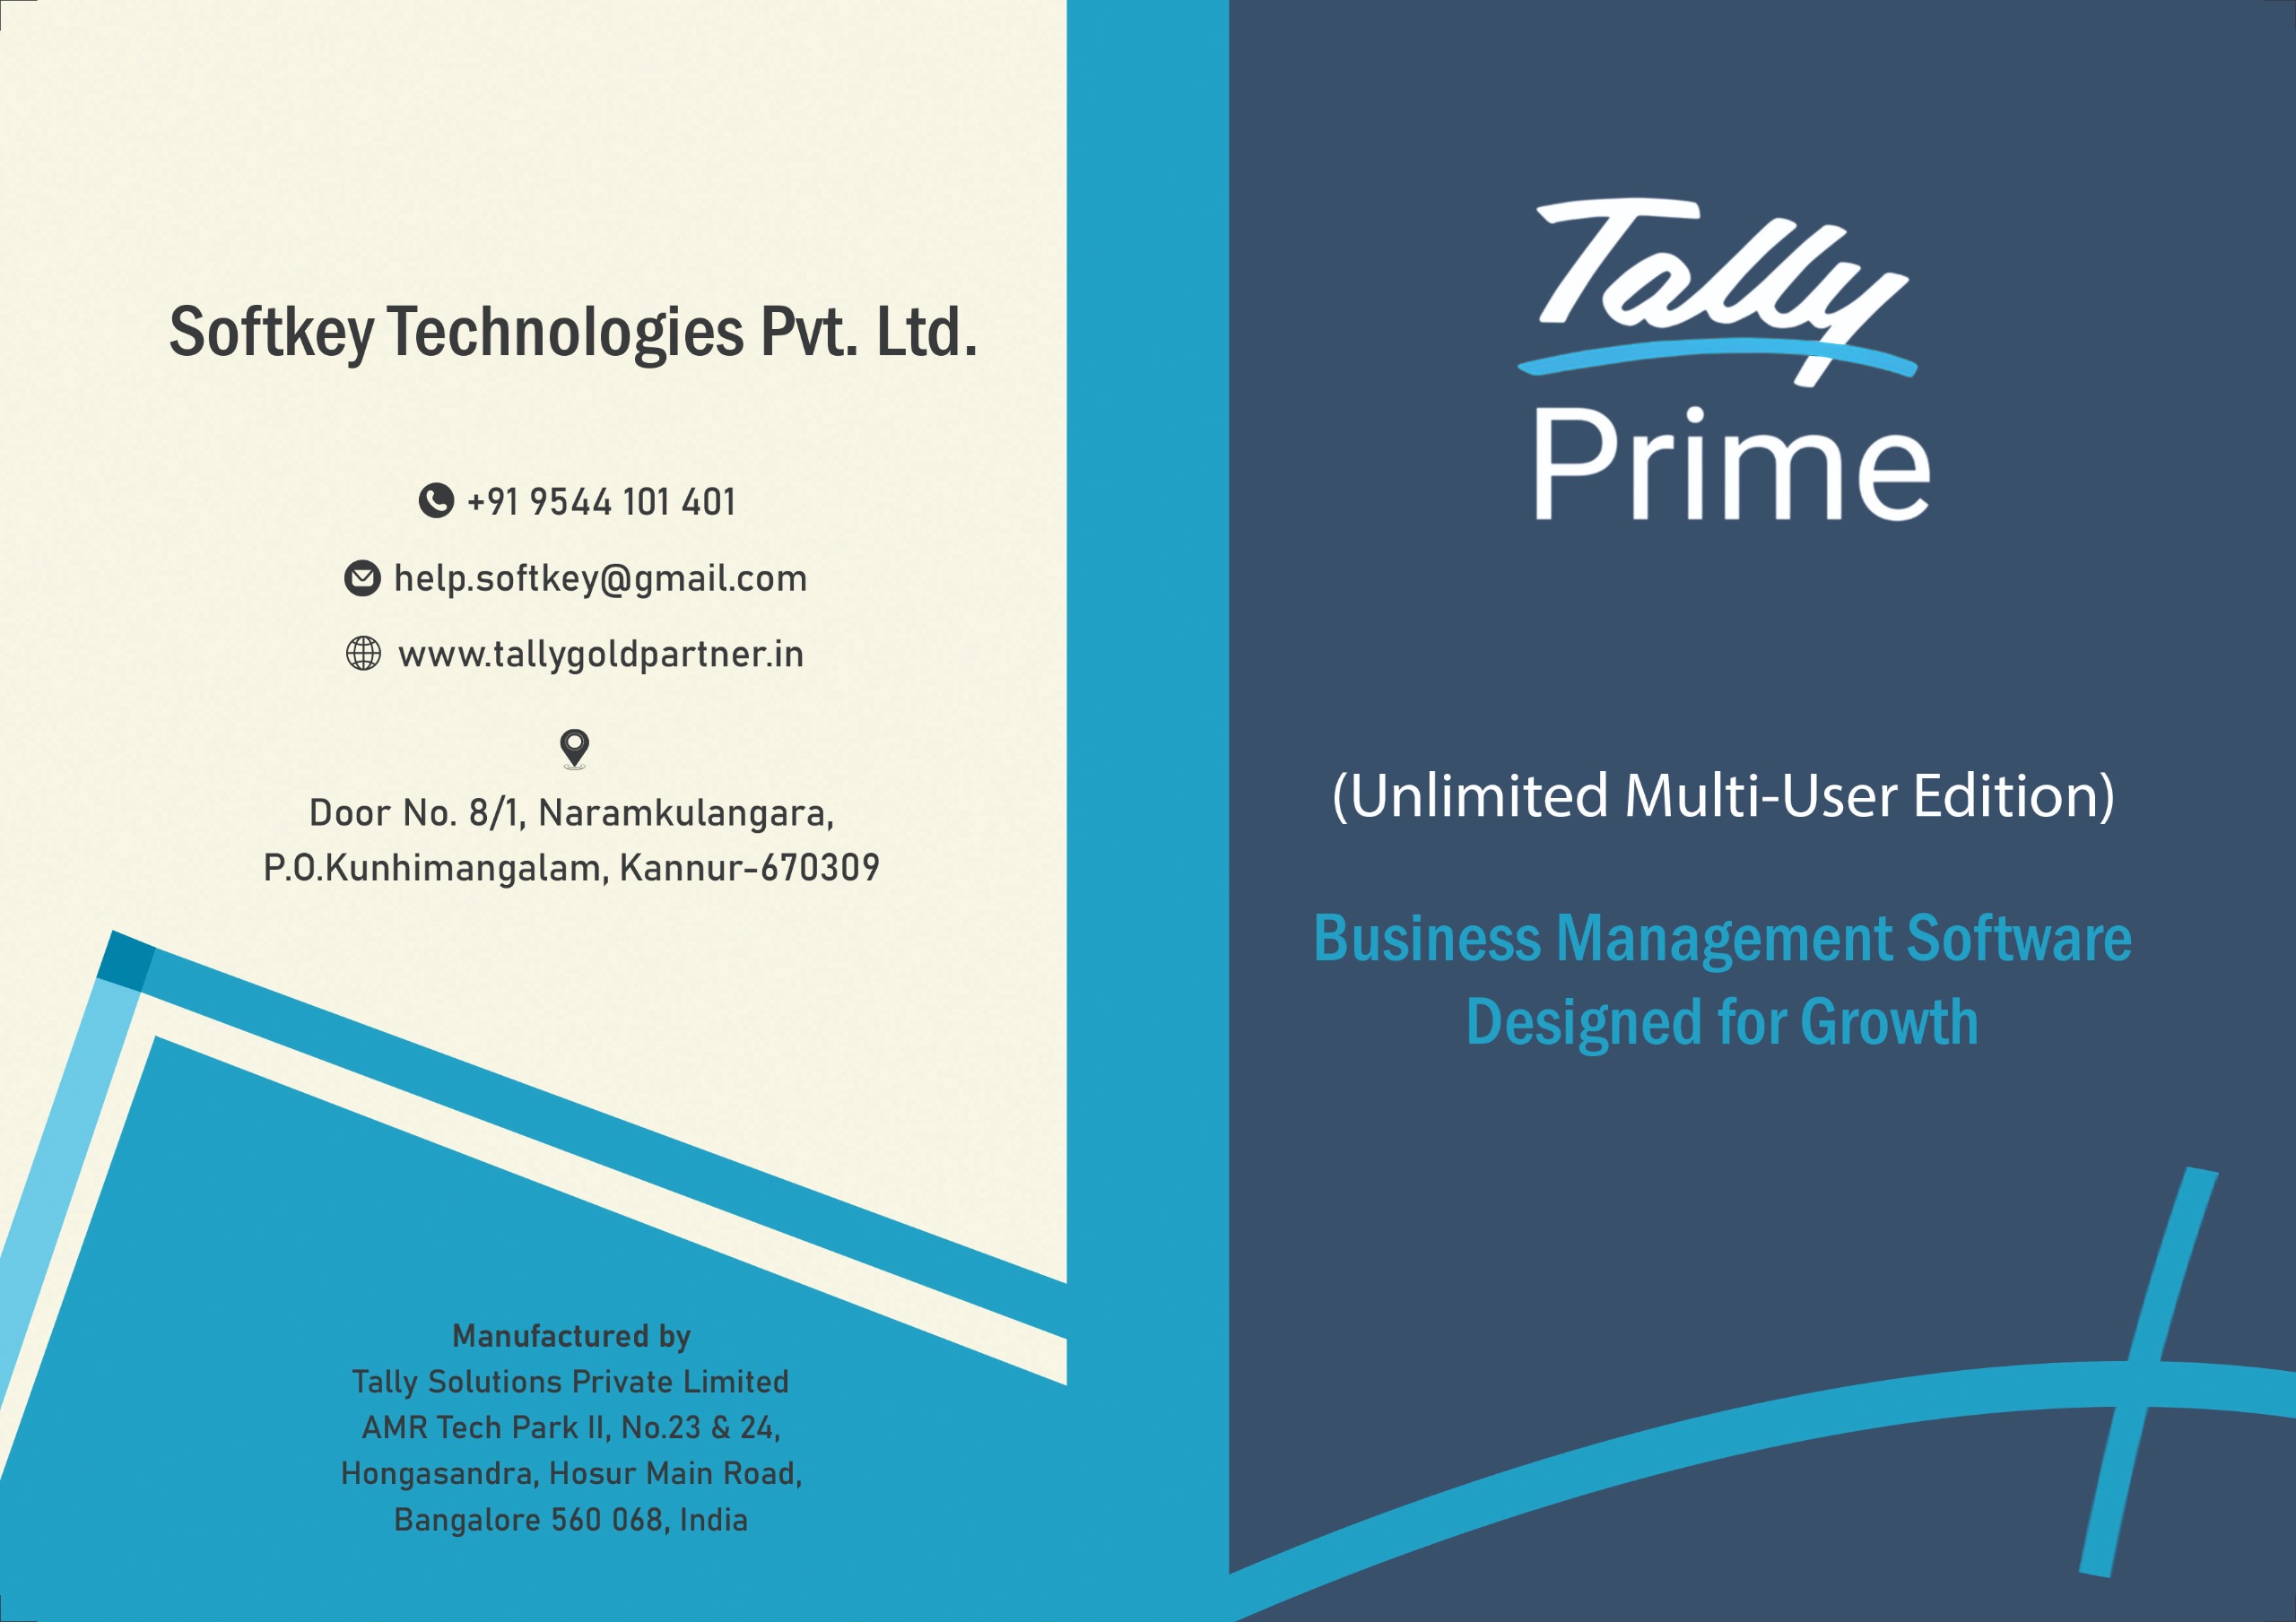 Softkey Technologies Pvt. Ltd.
+91 9544 101 401
help.softkey@gmail.com
www.tallygoldpartner.in
Door No. 8/1, Naramkulangara,
P.O.Kunhimangalam, Kannur-670309
Manufactured by
Tally Solutions Private Limited
AMR Tech Park II, No.23 & 24,
Hongasandra, Hosur Main Road,
Bangalore 560 068, India
Tally
Prime
(Unlimited Multi-User Edition)
Business Management Software
Designed for Growth